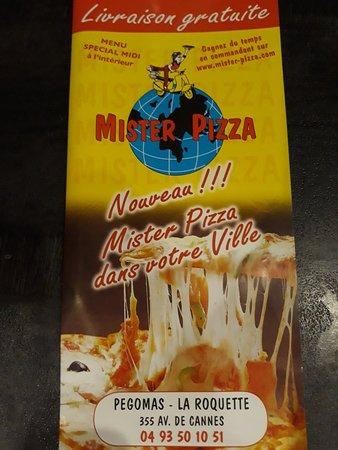 Livraison gratuite
MENU
SPECIAL MIDI
à l'intérieur
Gagnez du temps
en commandant sur
www.mister-pizza.com
MISTER PIZZA
Nouveau !!!
Mister Pizza
dans votre Ville
PEGOMAS - LA ROQUETTE
355 AV. DE CANNES
04 93 50 10 51